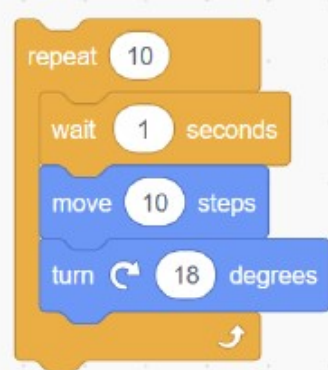 repeat 10
wait 1 seconds
move 10 steps
turn 18 degrees